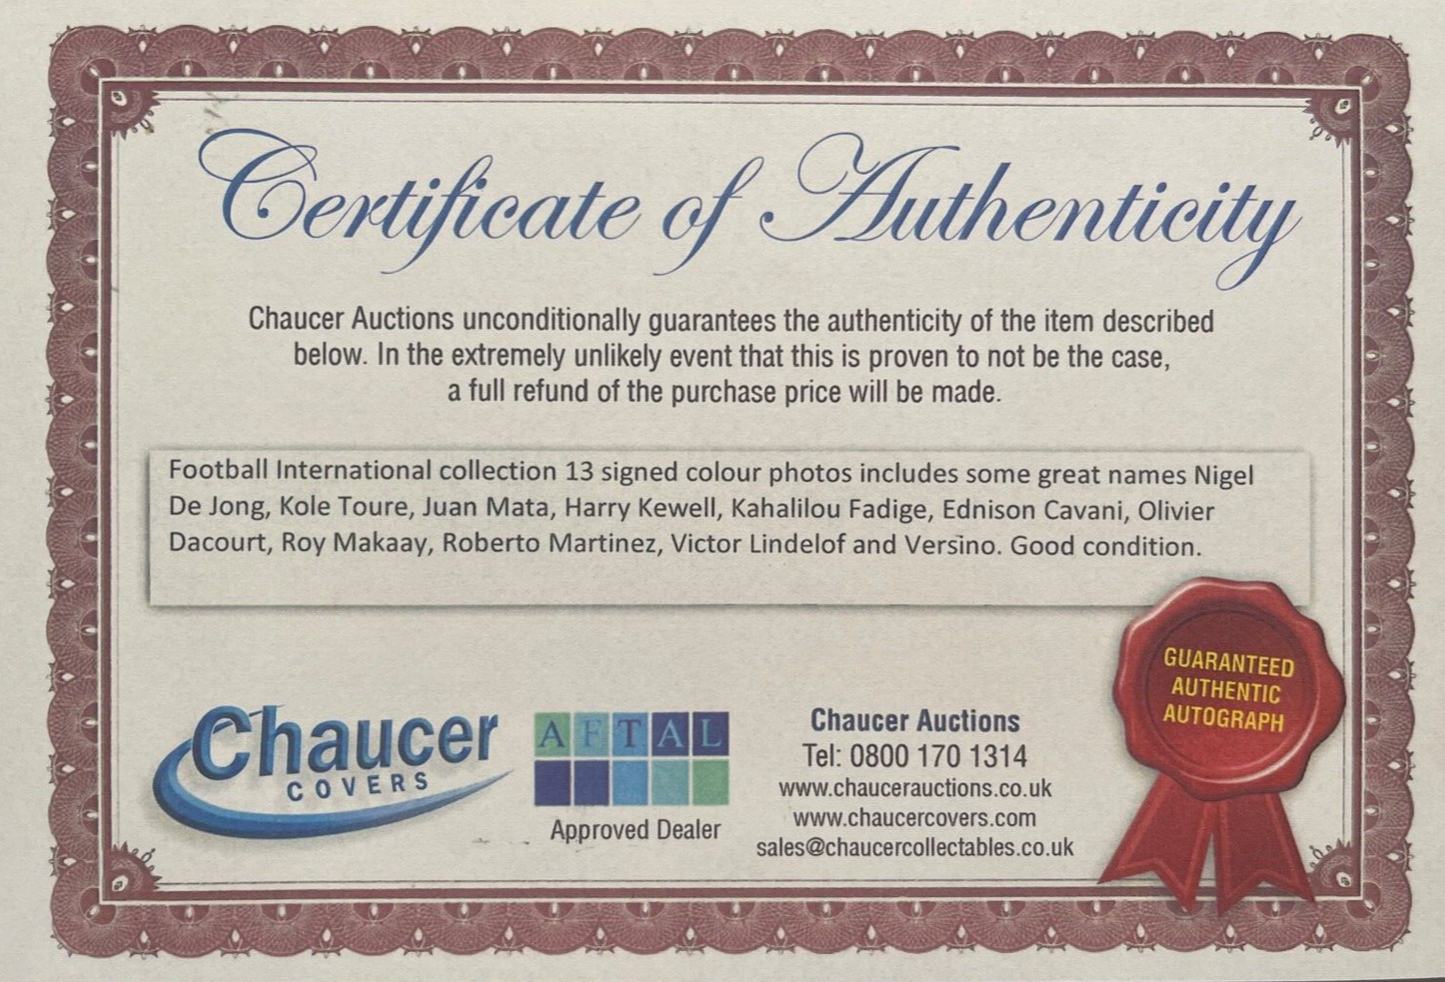 Certificate of Authenticity
Chaucer Auctions unconditionally guarantees the authenticity of the item described
below. In the extremely unlikely event that this is proven to not be the case,
a full refund of the purchase price will be made.
Football International collection 13 signed colour photos includes some great names Nigel
De Jong, Kole Toure, Juan Mata, Harry Kewell, Kahalilou Fadige, Ednison Cavani, Olivier
Dacourt, Roy Makaay, Roberto Martinez, Victor Lindelof and Versino. Good condition.
GUARANTEED
AUTHENTIC
AUTOGRAPH
Chaucer
COVERS
AFTAL
Approved Dealer
Chaucer Auctions
Tel: 0800 170 1314
www.chaucerauctions.co.uk
www.chaucercovers.com
sales@chaucercollectables.co.uk